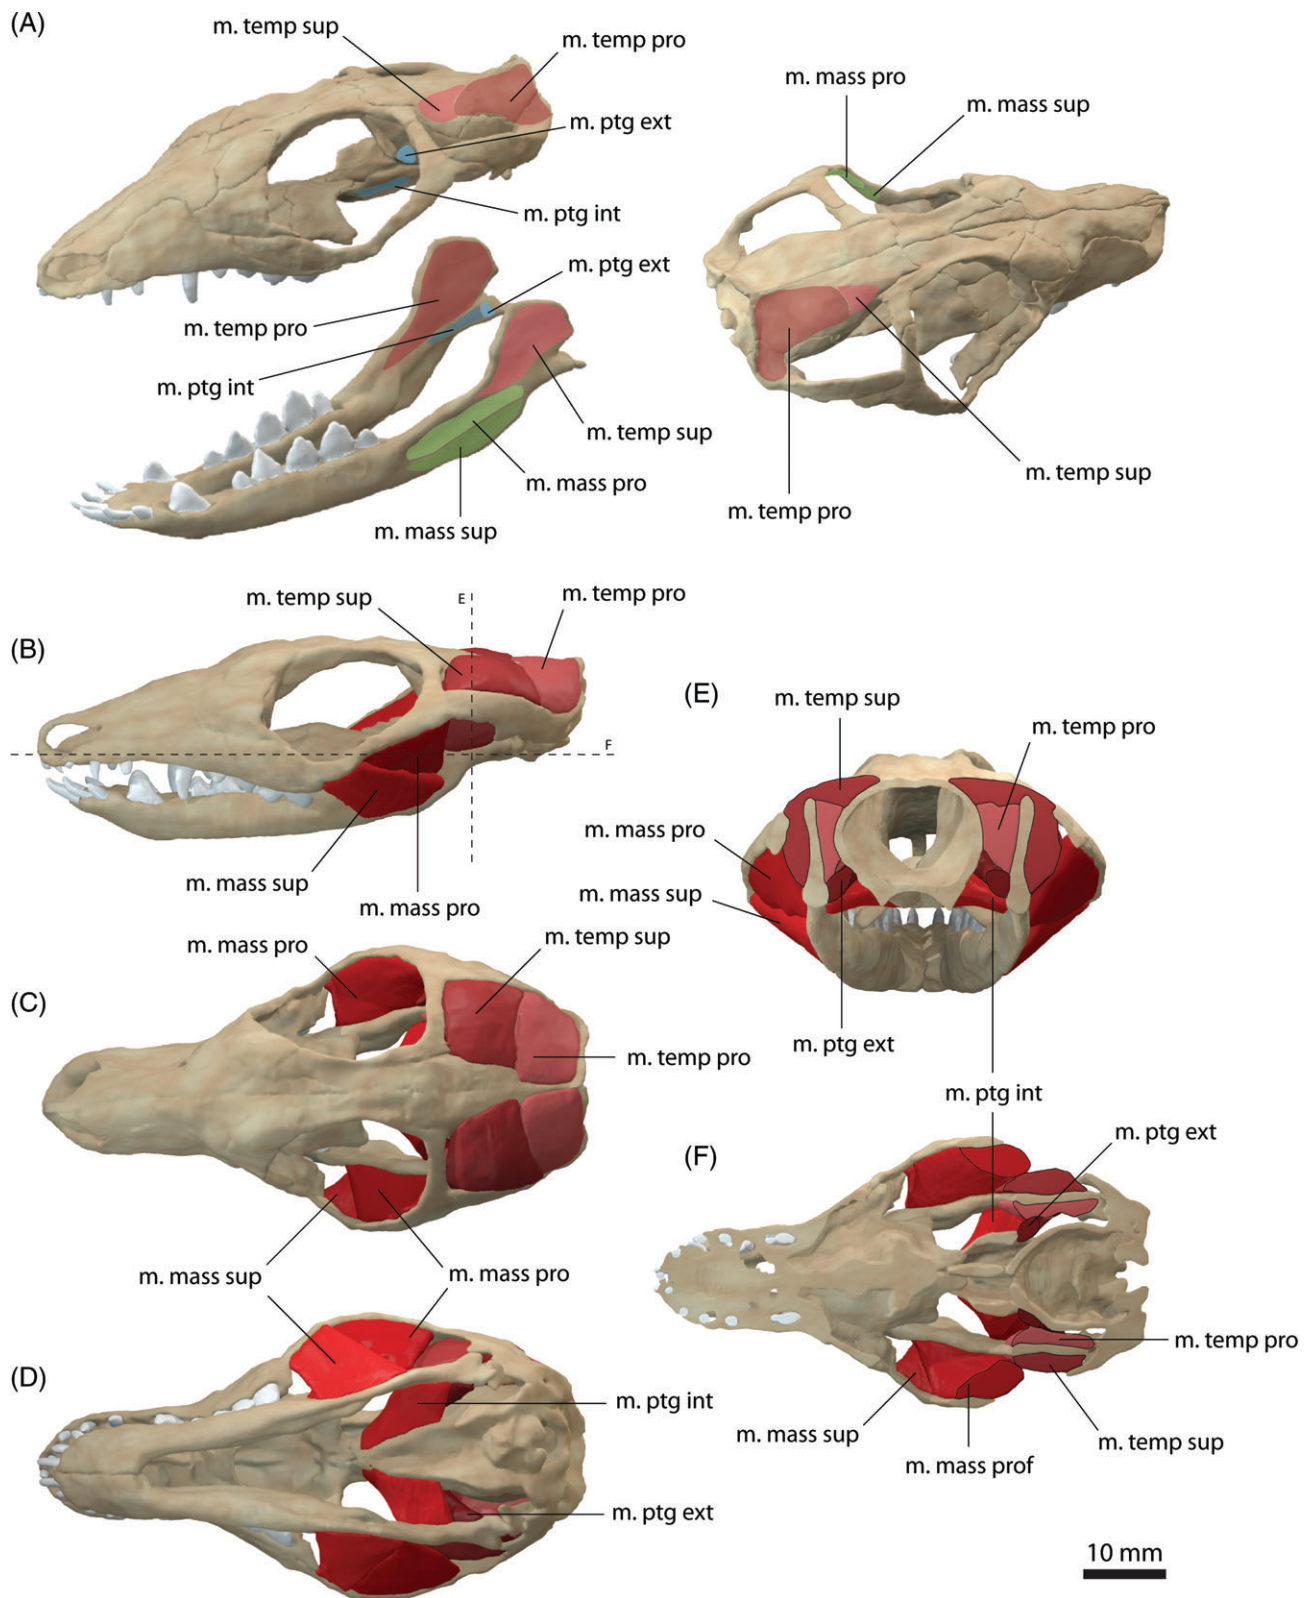 (A)
m. temp sup
m. temp pro
m. ptg ext
m. ptg int
m. ptg ext
m. temp pro
m. ptg int
m. temp sup
m. mass pro
m. mass sup
m. mass pro
m. mass sup
m. temp sup
m. temp pro
(B)
m. temp sup
E
m. temp pro
F
m. mass sup
m. mass pro
(C)
m. mass pro
m. temp sup
m. temp pro
m. mass sup
m. mass pro
(D)
m. ptg int
m. ptg ext
(E)
m. temp sup
m. temp pro
m. mass pro
m. mass sup
m. ptg ext
m. ptg int
(F)
m. ptg ext
m. temp pro
m. mass sup
m. temp sup
m. mass prof
10 mm